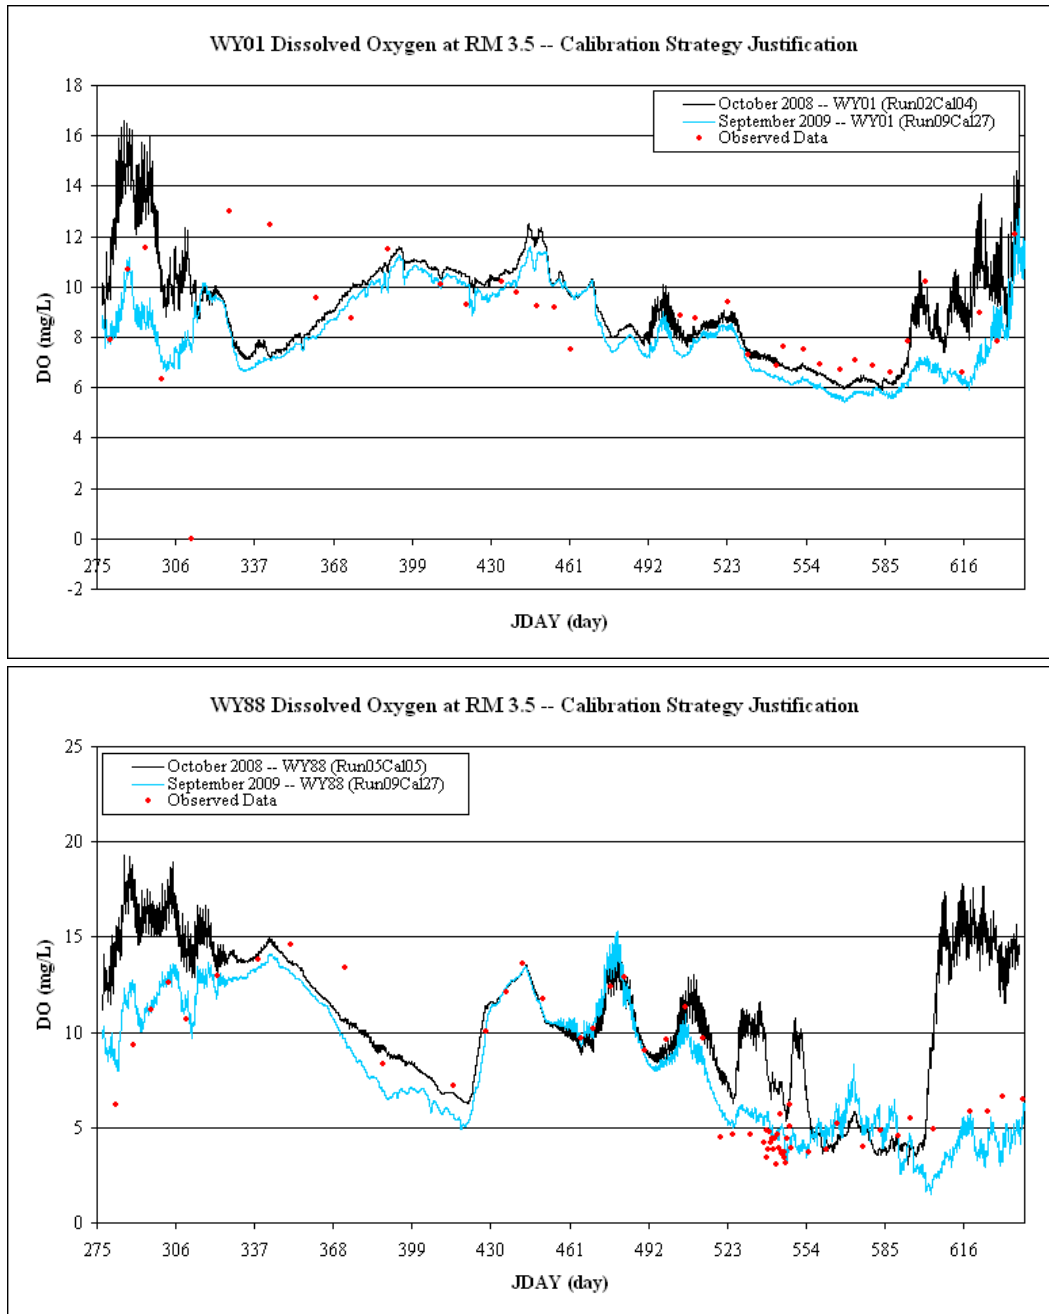 WY01 Dissolved Oxygen at RM 3.5 -- Calibration Strategy Justification
October 2008 -- WY01 (Run02Cal04)
September 2009 -- WY01 (Run09Cal27)
Observed Data
DO (mg/L)
18
16
14
12
10
8
6
4
2
0
-2
275 306 337 368 399 430 461 492 523 554 585 616
JDAY (day)
WY88 Dissolved Oxygen at RM 3.5 -- Calibration Strategy Justification
October 2008 -- WY88 (Run05Cal05)
September 2009 -- WY88 (Run09Cal27)
Observed Data
DO (mg/L)
25
20
15
10
5
0
275 306 337 368 399 430 461 492 523 554 585 616
JDAY (day)